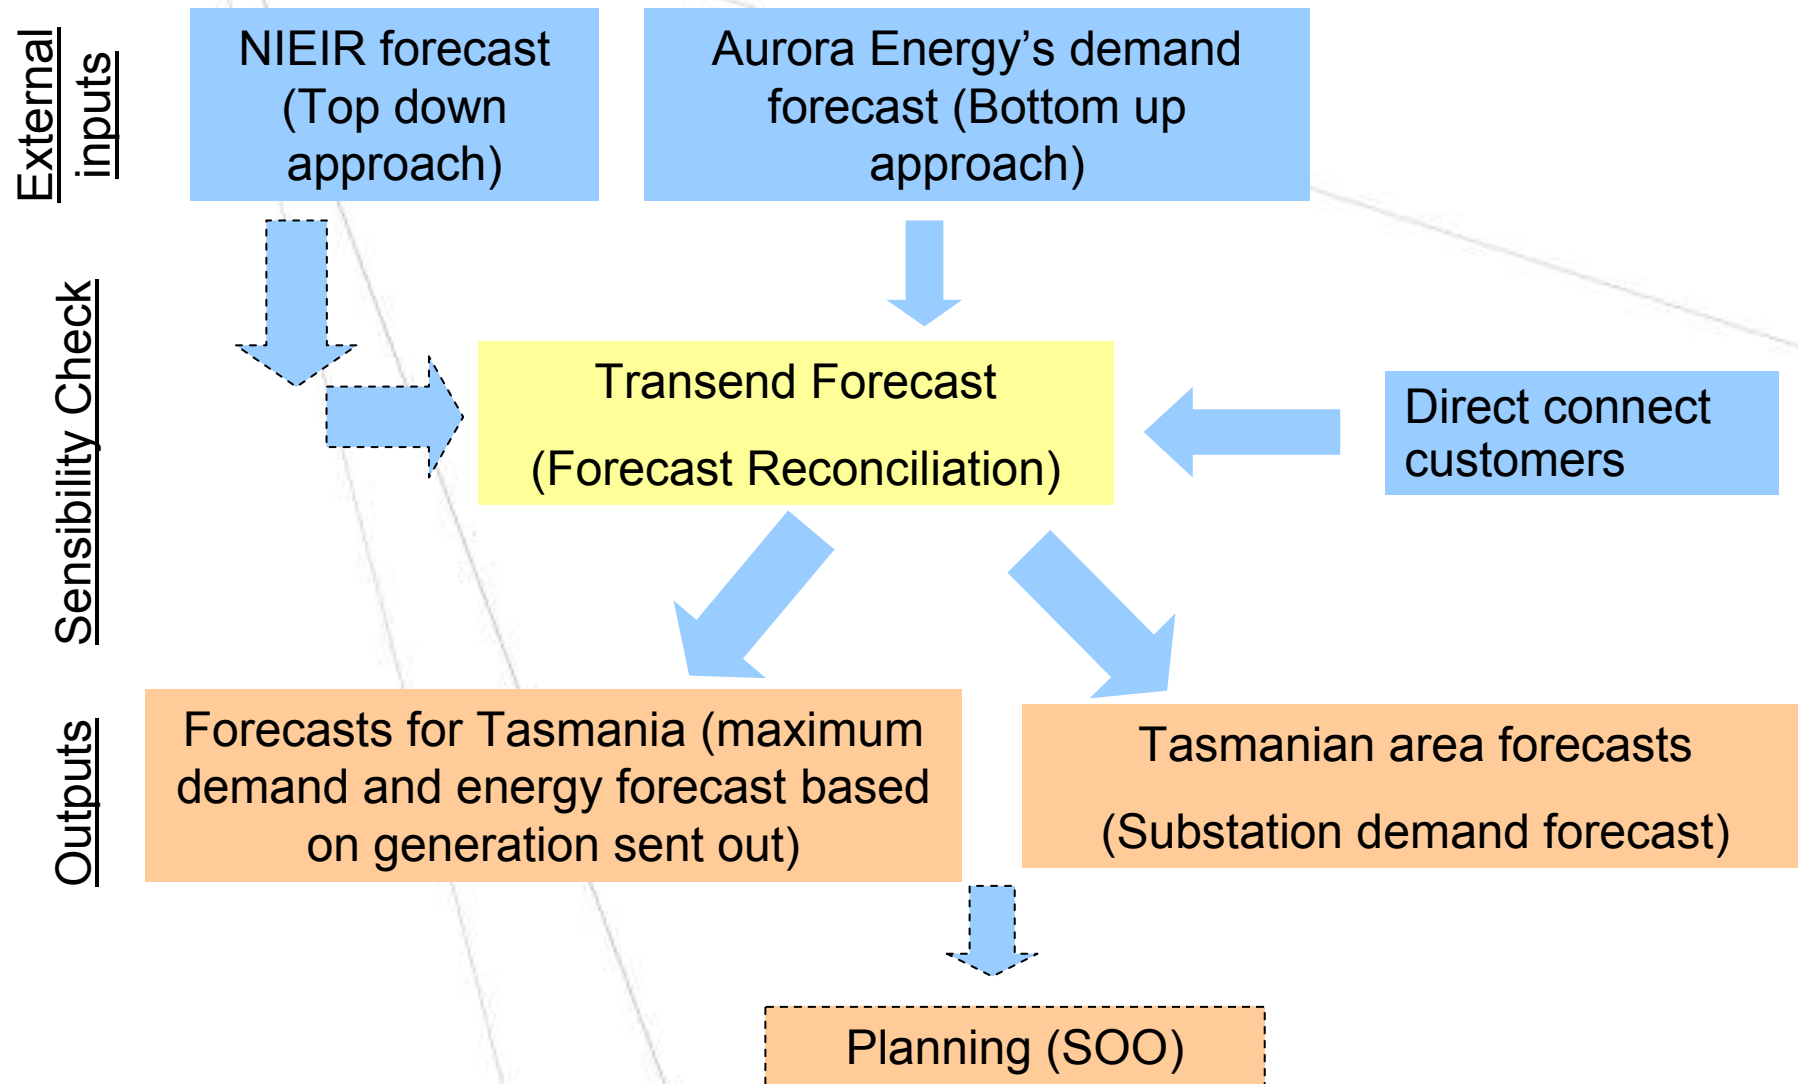 External
inputs
NIEIR forecast
(Top down
approach)
Aurora Energy’s demand
forecast (Bottom up
approach)
Sensibility Check
Transend Forecast
(Forecast Reconciliation)
Direct connect
customers
Outputs
Forecasts for Tasmania (maximum
demand and energy forecast based
on generation sent out)
Tasmanian area forecasts
(Substation demand forecast)
Planning (SOO)